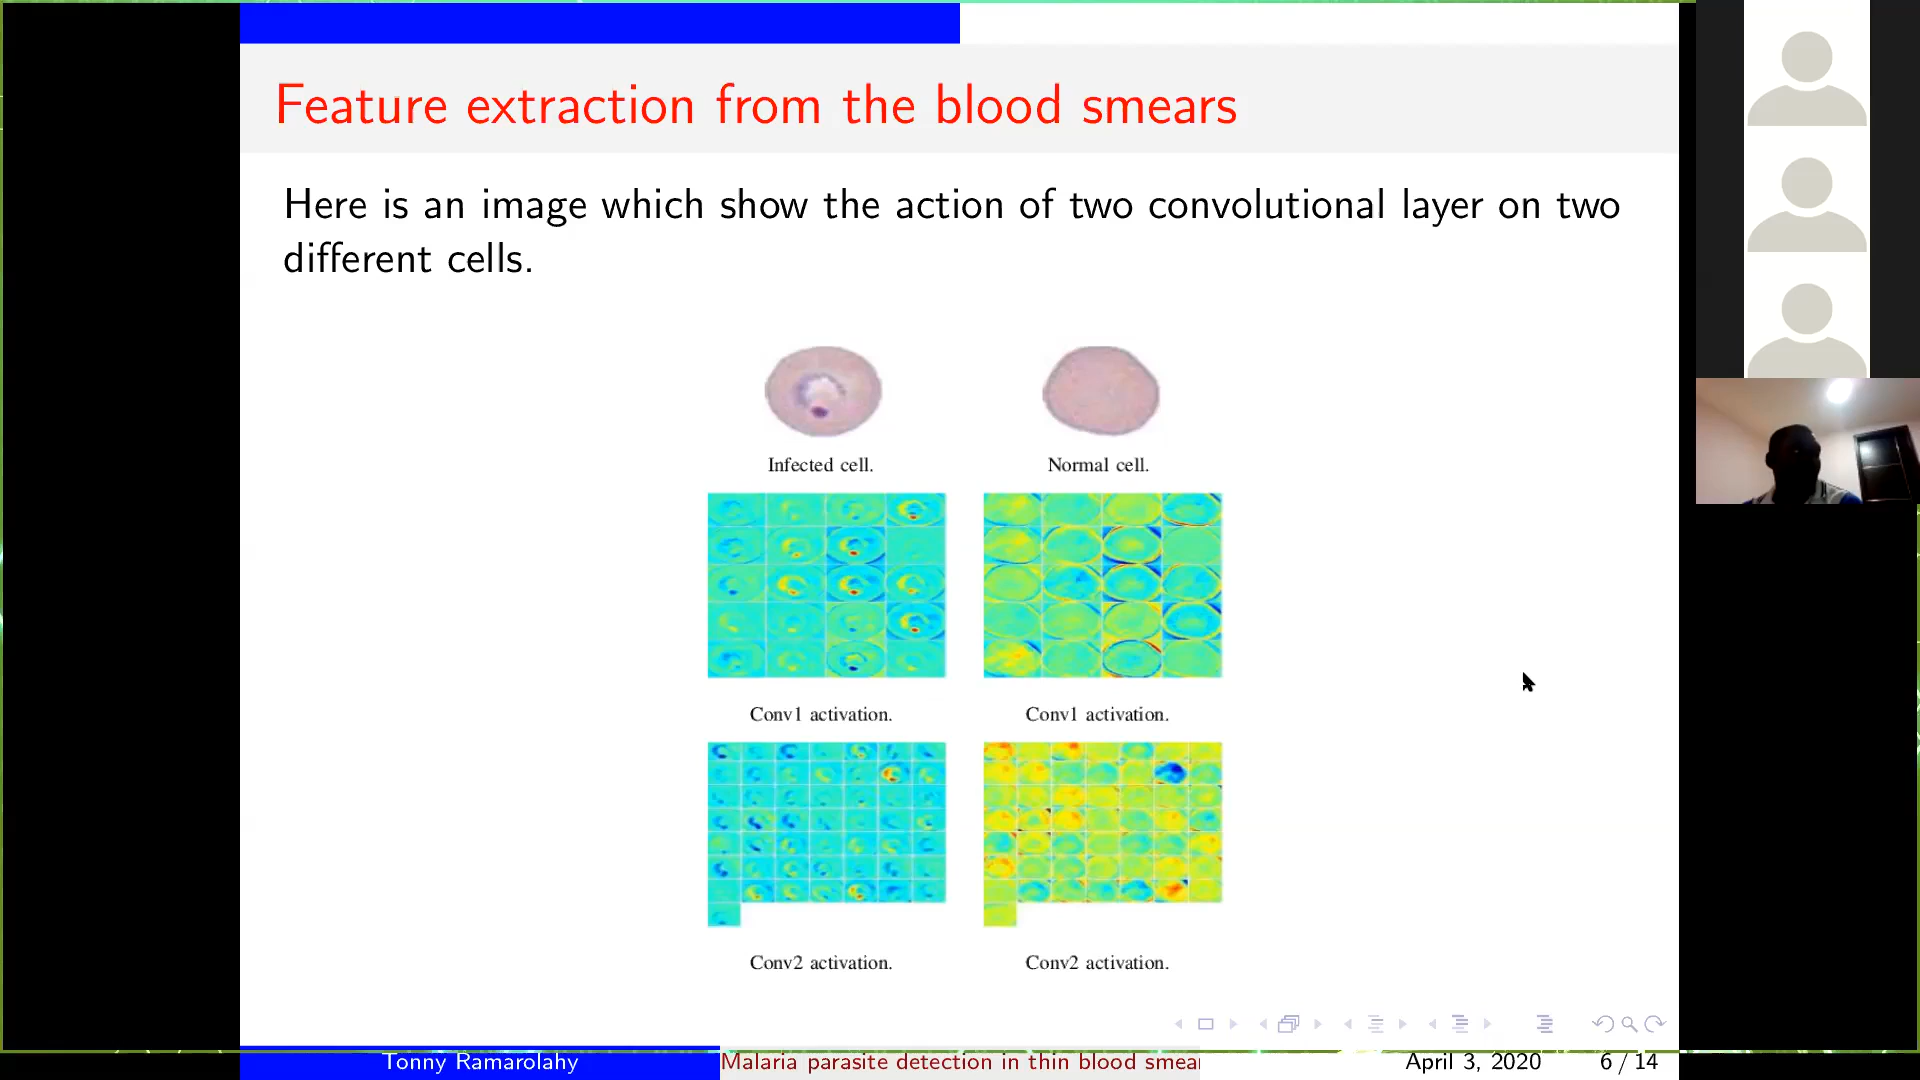 Feature extraction from the blood smears
Here is an image which show the action of two convolutional layer on two
different cells.
Infected cell.
Normal cell.
Conv1 activation.
Conv1 activation.
Conv2 activation.
Conv2 activation.
Tonny Ramarolahy
Malaria parasite detection in thin blood smear
April 3, 2020
6 / 14